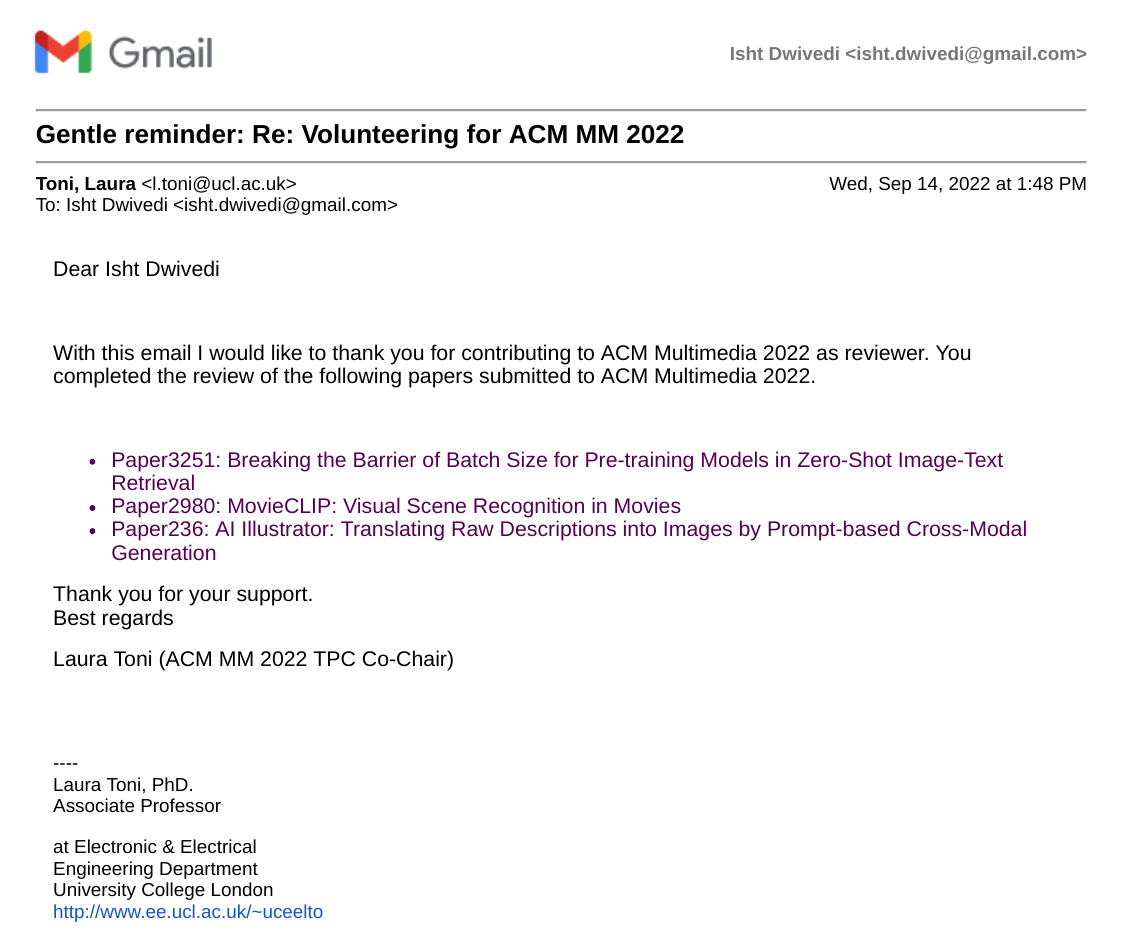 Gmail
Isht Dwivedi <isht.dwivedi@gmail.com>
Gentle reminder: Re: Volunteering for ACM MM 2022
Toni, Laura <l.toni@ucl.ac.uk>
Wed, Sep 14, 2022 at 1:48 PM
To: Isht Dwivedi <isht.dwivedi@gmail.com>
Dear Isht Dwivedi
With this email I would like to thank you for contributing to ACM Multimedia 2022 as reviewer. You
completed the review of the following papers submitted to ACM Multimedia 2022.
• Paper3251: Breaking the Barrier of Batch Size for Pre-training Models in Zero-Shot Image-Text
Retrieval
• Paper2980: MovieCLIP: Visual Scene Recognition in Movies
• Paper236: AI Illustrator: Translating Raw Descriptions into Images by Prompt-based Cross-Modal
Generation
Thank you for your support.
Best regards
Laura Toni (ACM MM 2022 TPC Co-Chair)
----
Laura Toni, PhD.
Associate Professor
at Electronic & Electrical
Engineering Department
University College London
http://www.ee.ucl.ac.uk/~uceelto